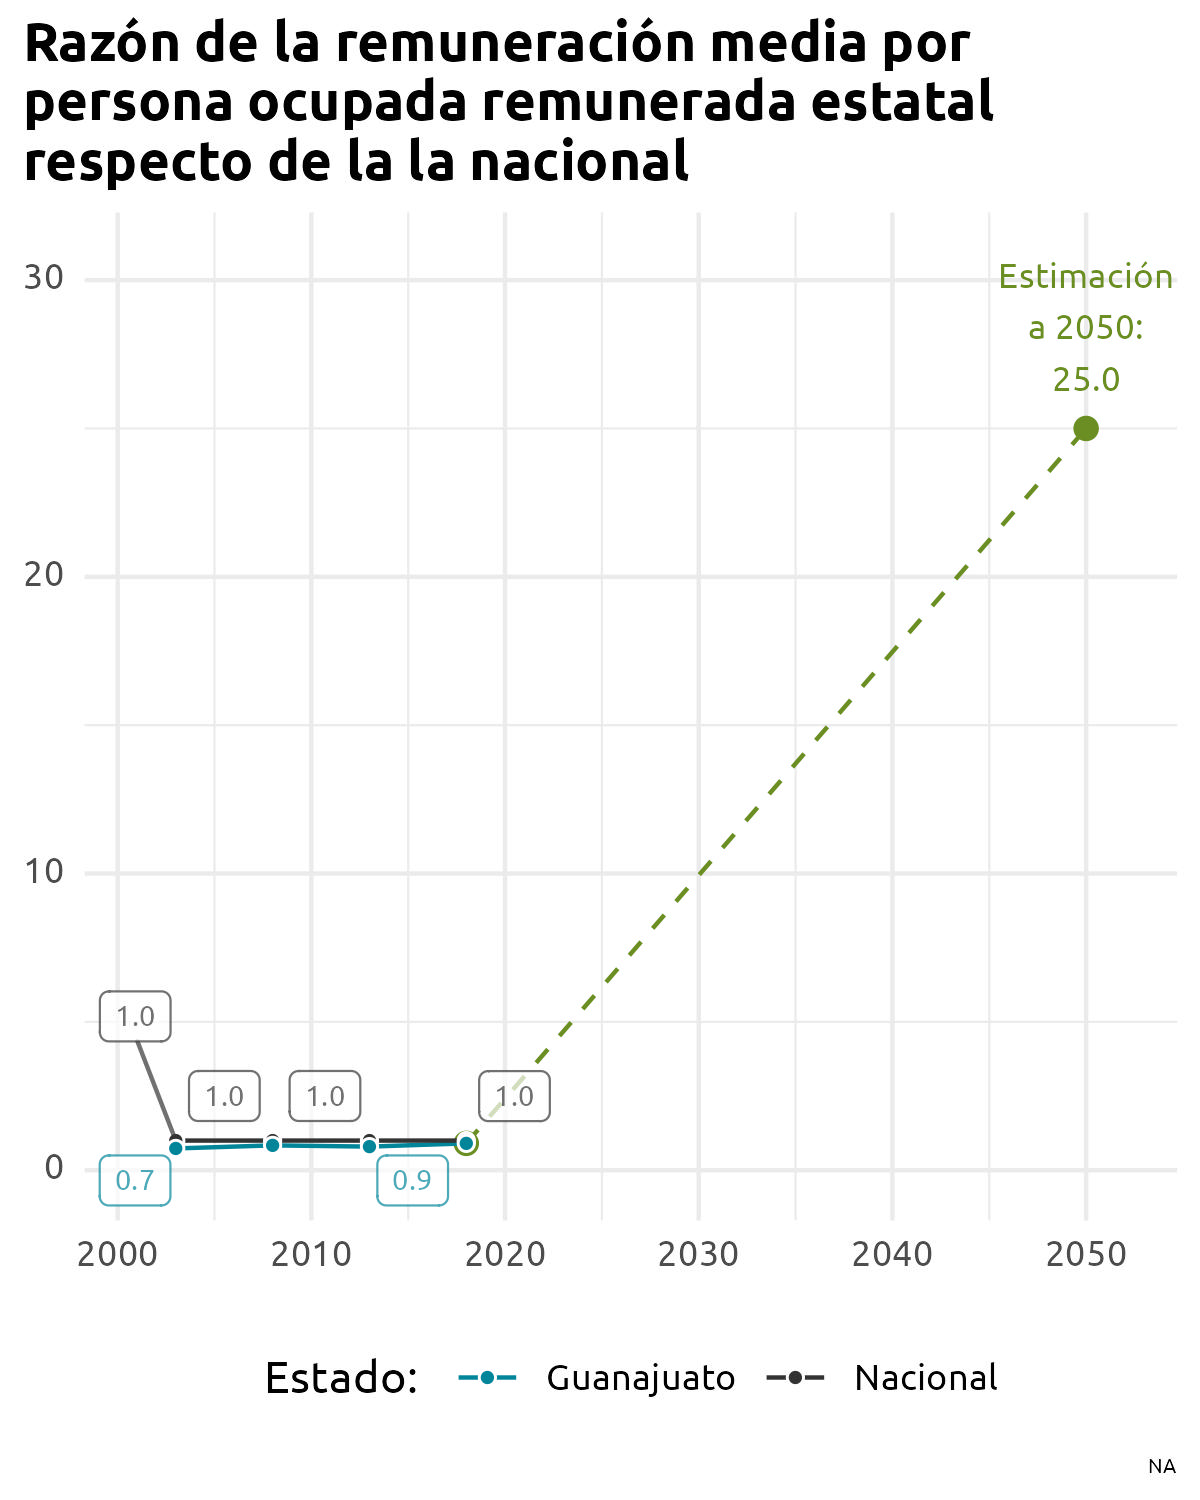 Razón de la remuneración media por
persona ocupada remunerada estatal
respecto de la la nacional
30
Estimación
a 2050:
25.0
20
10
1.0
1.0
1.0
1.0
0
0.7
0.9
2000
2010
2020
2030
2040
2050
Estado:
Guanajuato
Nacional
NA